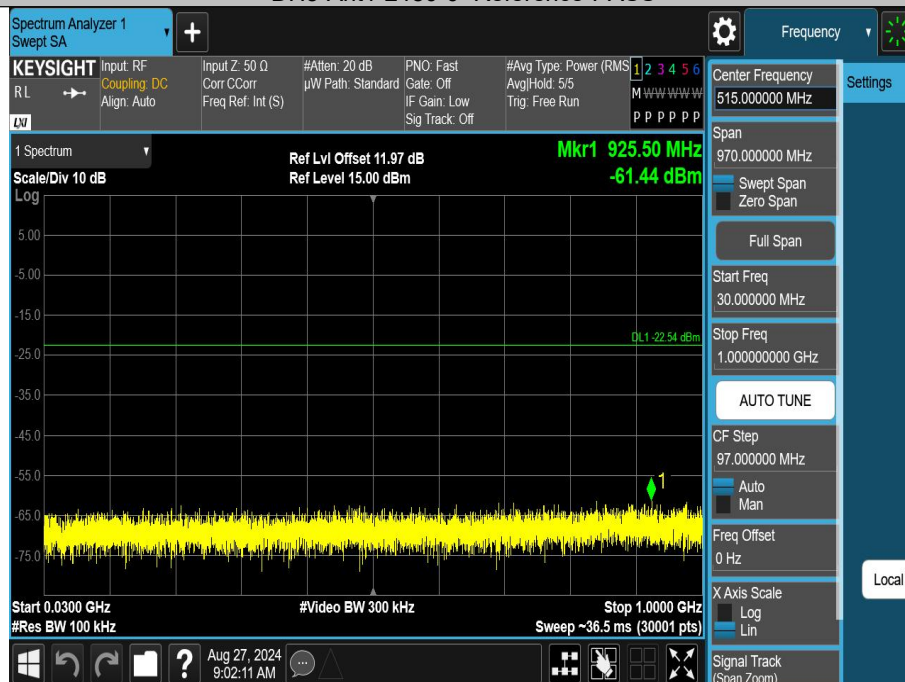 Spectrum Analyzer 1
Swept SA
+
Frequency
KEYSIGHT
RL
LXI
Input: RF
Coupling: DC
Align: Auto
Input Z: 50 Ω
Corr CCorr
Freq Ref: Int (S)
#Atten: 20 dB
µW Path: Standard
PNO: Fast
Gate: Off
IF Gain: Low
Sig Track: Off
#Avg Type: Power (RMS
Avg|Hold: 5/5
Trig: Free Run
1 2 3 4 5 6
M W W W W W
P P P P P P
1 Spectrum
Scale/Div 10 dB
Log
Ref Lvl Offset 11.97 dB
Ref Level 15.00 dBm
Mkr1 925.50 MHz
-61.44 dBm
5.00
-5.00
-15.0
-25.0
-35.0
-45.0
-55.0
-65.0
-75.0
DL1 -22.54 dBm
1
Start 0.0300 GHz
#Res BW 100 kHz
#Video BW 300 kHz
Stop 1.0000 GHz
Sweep ~36.5 ms (30001 pts)
?
Aug 27, 2024
9:02:11 AM
Center Frequency
515.000000 MHz
Span
970.000000 MHz
Swept Span
Zero Span
Full Span
Start Freq
30.000000 MHz
Stop Freq
1.000000000 GHz
AUTO TUNE
CF Step
97.000000 MHz
Auto
Man
Freq Offset
0 Hz
X Axis Scale
Log
Lin
Signal Track
(Span Zoom)
Settings
Local